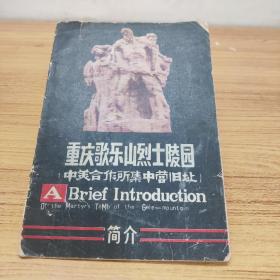 重庆歌乐山烈士陵园
(中美合作所集中营旧址)
A Brief Introduction
Of the Martyr's Tomb of the Gele-mountain
简介